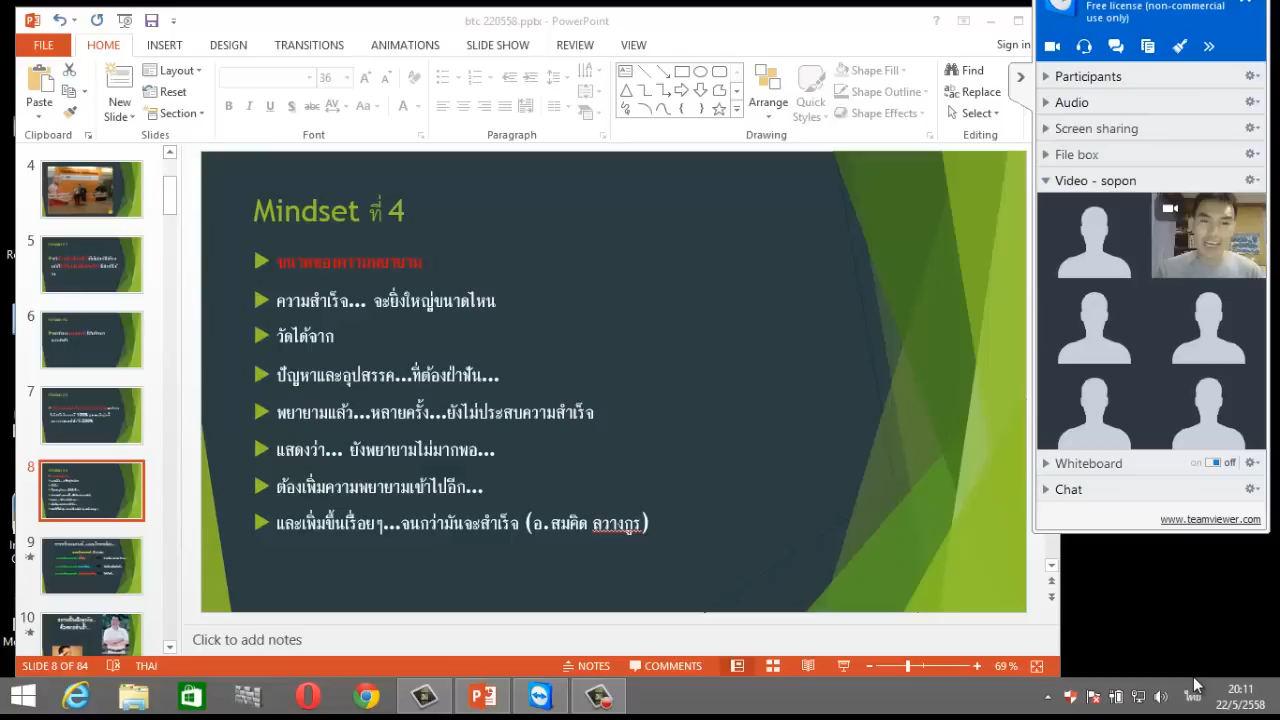 btc 220558.pptx - PowerPoint
FILE HOME INSERT DESIGN TRANSITIONS ANIMATIONS SLIDE SHOW REVIEW VIEW Sign in
Paste
New Slide
Layout
Reset
Section
36
Arrange
Quick Styles
Shape Fill
Shape Outline
Shape Effects
Find
Replace
Select
Clipboard Slides Font Paragraph Drawing Editing
4
5
6
7
8
9
10
Mindset ที่ 4
ขนาดของความพยายาม
ความสำเร็จ... จะยิ่งใหญ่ขนาดไหน
วัดได้จาก
ปัญหาและอุปสรรค...ที่ต้องฝ่าฟัน...
พยายามแล้ว...หลายครั้ง...ยังไม่ประสบความสำเร็จ
แสดงว่า... ยังพยายามไม่มากพอ...
ต้องเพิ่มความพยายามเข้าไปอีก...
และเพิ่มขึ้นเรื่อยๆ...จนกว่ามันจะสำเร็จ (อ.สมคิด ลวางกูร)
Click to add notes
SLIDE 8 OF 84 THAI NOTES COMMENTS 69 %
Free license (non-commercial
use only)
Participants
Audio
Screen sharing
File box
Video - sopon
Whiteboard on off
Chat
www.teamviewer.com
20:11
22/5/2558